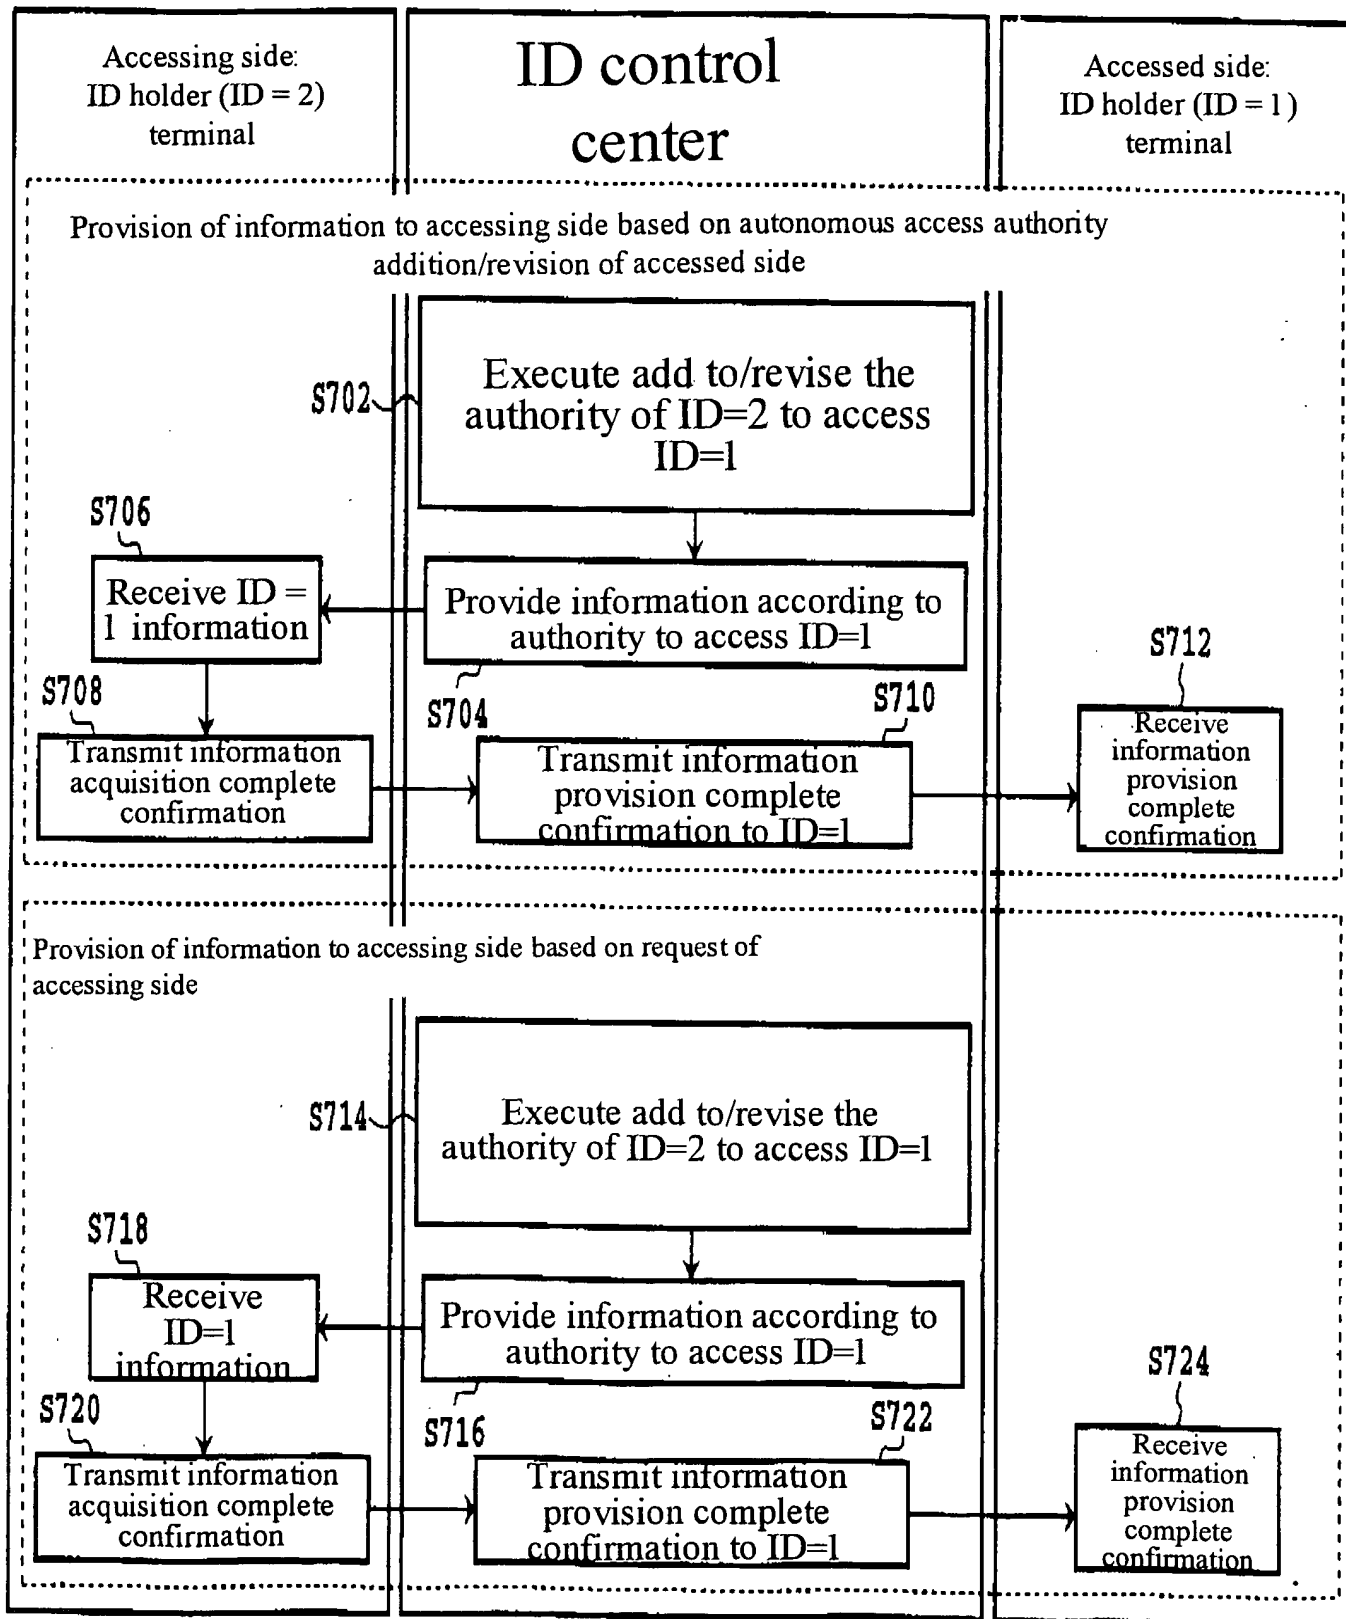 Accessing side:
ID holder (ID = 2)
terminal
ID control
center
Accessed side:
ID holder (ID = 1)
terminal
Provision of information to accessing side based on autonomous access authority
addition/revision of accessed side
S702
Execute add to/revise the
authority of ID=2 to access
ID=1
S706
Receive ID =
1 information
Provide information according to
authority to access ID=1
S704
S708
Transmit information
acquisition complete
confirmation
S710
Transmit information
provision complete
confirmation to ID=1
S712
Receive
information
provision
complete
confirmation
Provision of information to accessing side based on request of
accessing side
S714
Execute add to/revise the
authority of ID=2 to access ID=1
S718
Receive
ID=1
information
Provide information according to
authority to access ID=1
S716
S720
Transmit information
acquisition complete
confirmation
S722
Transmit information
provision complete
confirmation to ID=1
S724
Receive
information
provision
complete
confirmation